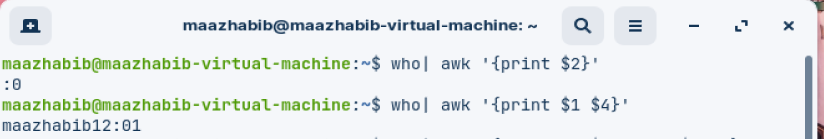 maazhabib@maazhabib-virtual-machine: ~
maazhabib@maazhabib-virtual-machine:~$ who| awk '{print $2}'
:0
maazhabib@maazhabib-virtual-machine:~$ who| awk '{print $1 $4}'
maazhabib12:01